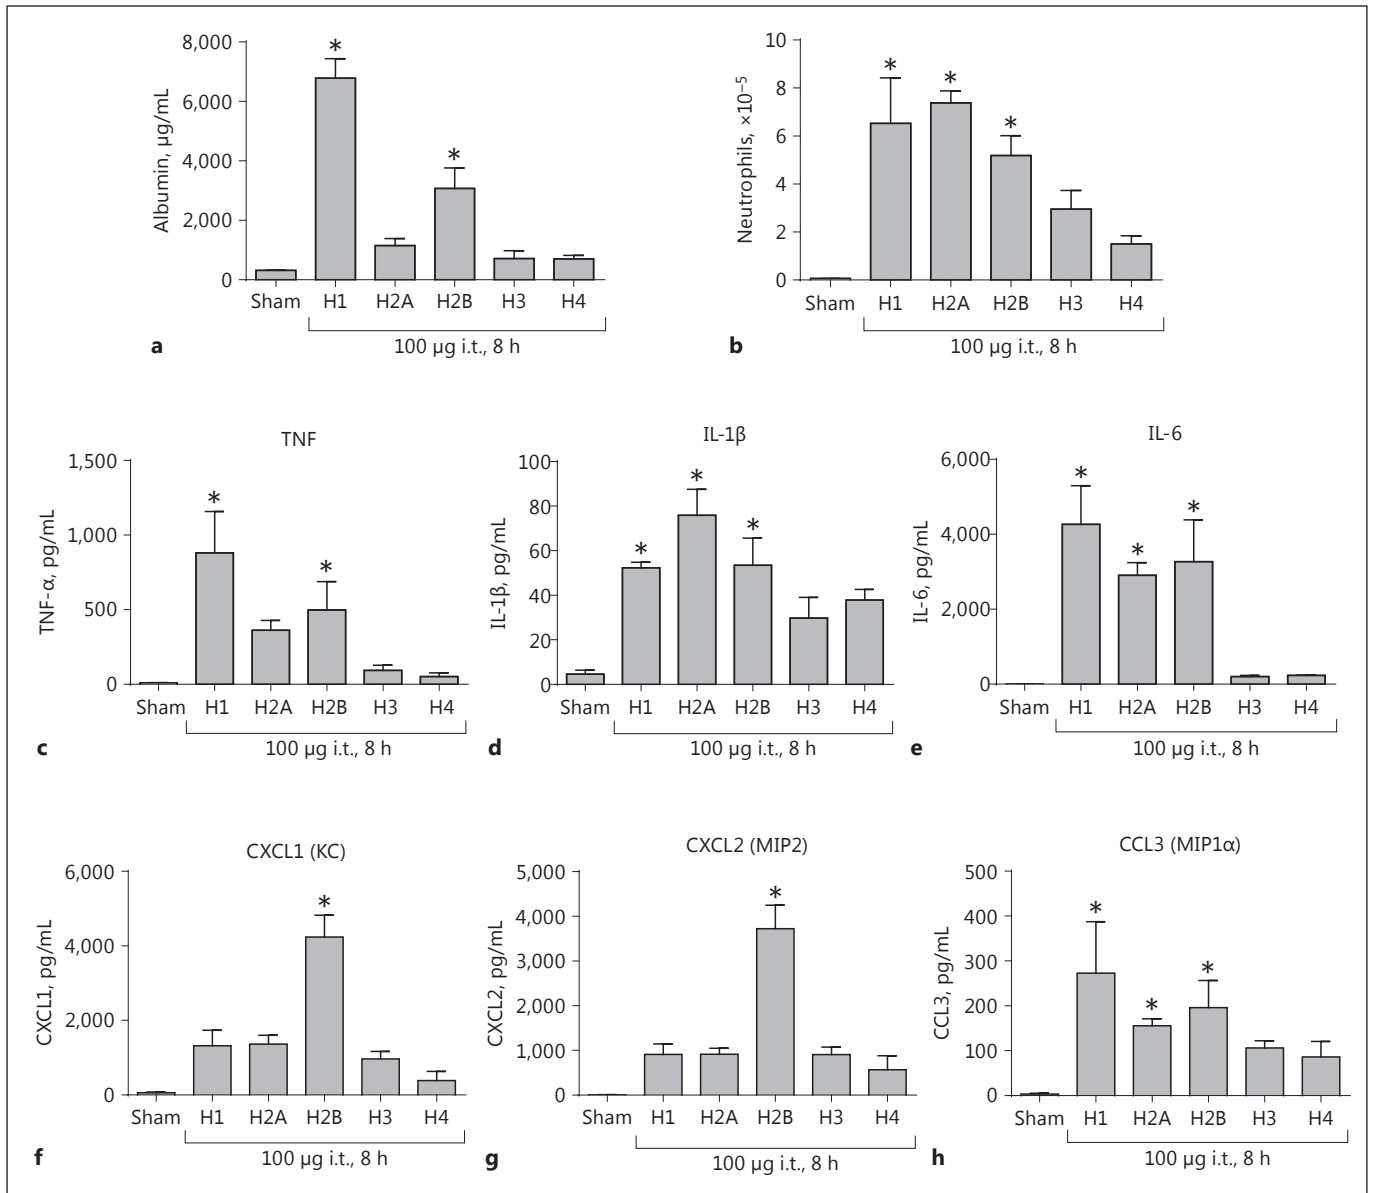 8,000
6,000
4,000
2,000
0
Albumin, µg/mL
*
*
Sham H1 H2A H2B H3 H4
100 µg i.t., 8 h
a
10
8
6
4
2
0
Neutrophils, ×10⁻⁵
* * *
Sham H1 H2A H2B H3 H4
100 µg i.t., 8 h
b
TNF
1,500
1,000
500
0
TNF-α, pg/mL
*
*
Sham H1 H2A H2B H3 H4
100 µg i.t., 8 h
c
IL-1β
100
80
60
40
20
0
IL-1β, pg/mL
* * *
Sham H1 H2A H2B H3 H4
100 µg i.t., 8 h
d
IL-6
6,000
4,000
2,000
0
IL-6, pg/mL
* * *
Sham H1 H2A H2B H3 H4
100 µg i.t., 8 h
e
CXCL1 (KC)
6,000
4,000
2,000
0
CXCL1, pg/mL
*
Sham H1 H2A H2B H3 H4
100 µg i.t., 8 h
f
CXCL2 (MIP2)
5,000
4,000
3,000
2,000
1,000
0
CXCL2, pg/mL
*
Sham H1 H2A H2B H3 H4
100 µg i.t., 8 h
g
CCL3 (MIP1α)
500
400
300
200
100
0
CCL3, pg/mL
* * *
Sham H1 H2A H2B H3 H4
100 µg i.t., 8 h
h